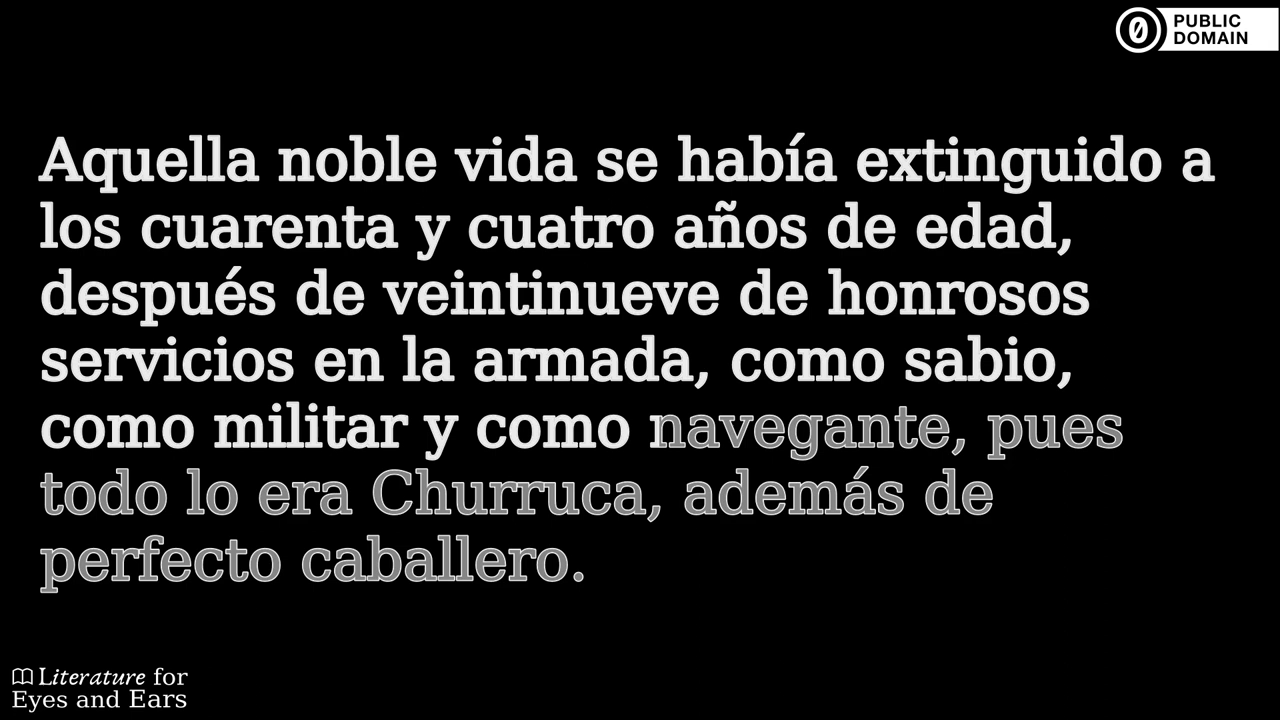 PUBLIC
DOMAIN
Aquella noble vida se había extinguido a
los cuarenta y cuatro años de edad,
después de veintinueve de honrosos
servicios en la armada, como sabio,
como militar y como navegante, pues
todo lo era Churruca, además de
perfecto caballero.
Literature for
Eyes and Ears